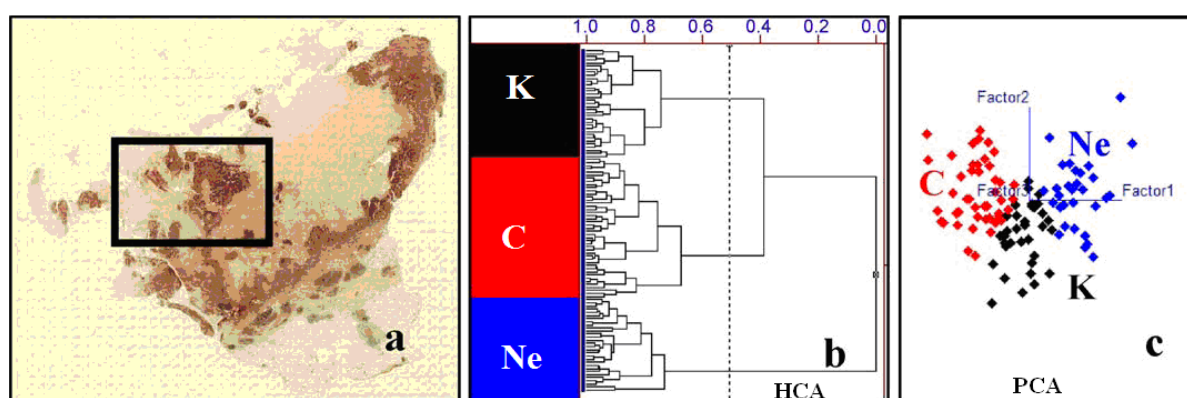 a
1.0 0.8 0.6 0.4 0.2 0.0
K
C
Ne
b
HCA
Factor2
Ne
C
Factor3
Factor1
K
c
PCA